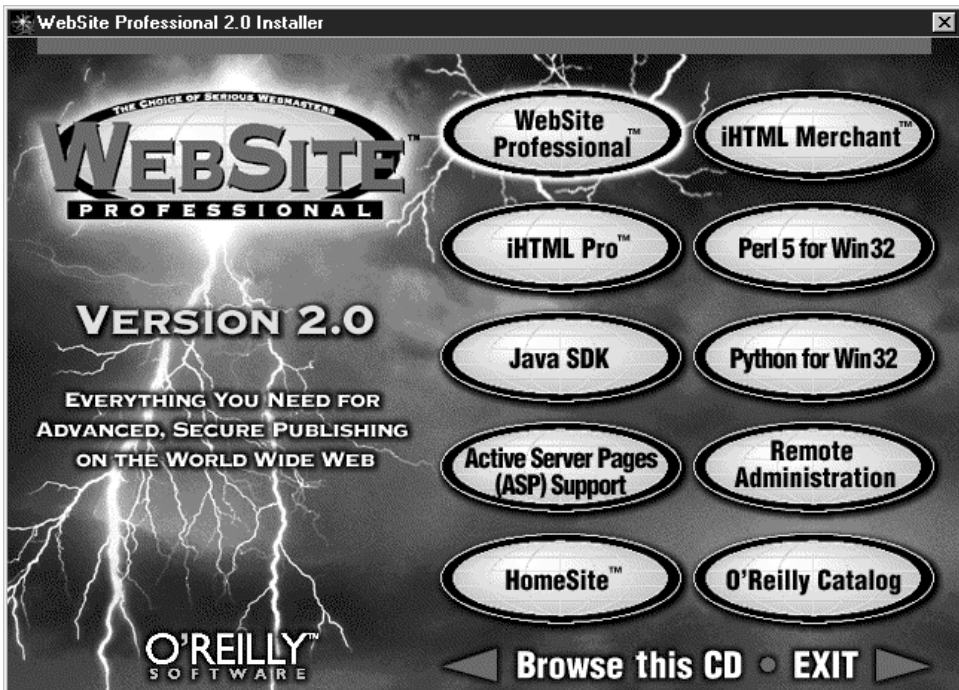 WebSite Professional 2.0 Installer
THE CHOICE OF SERIOUS WEBMASTERS
WEBSITE™
PROFESSIONAL
VERSION 2.0
EVERYTHING YOU NEED FOR
ADVANCED, SECURE PUBLISHING
ON THE WORLD WIDE WEB
O'REILLY™
SOFTWARE
WebSite
Professional™
iHTML Merchant™
iHTML Pro™
Perl 5 for Win32
Java SDK
Python for Win32
Active Server Pages
(ASP) Support
Remote
Administration
HomeSite™
O'Reilly Catalog
Browse this CD • EXIT